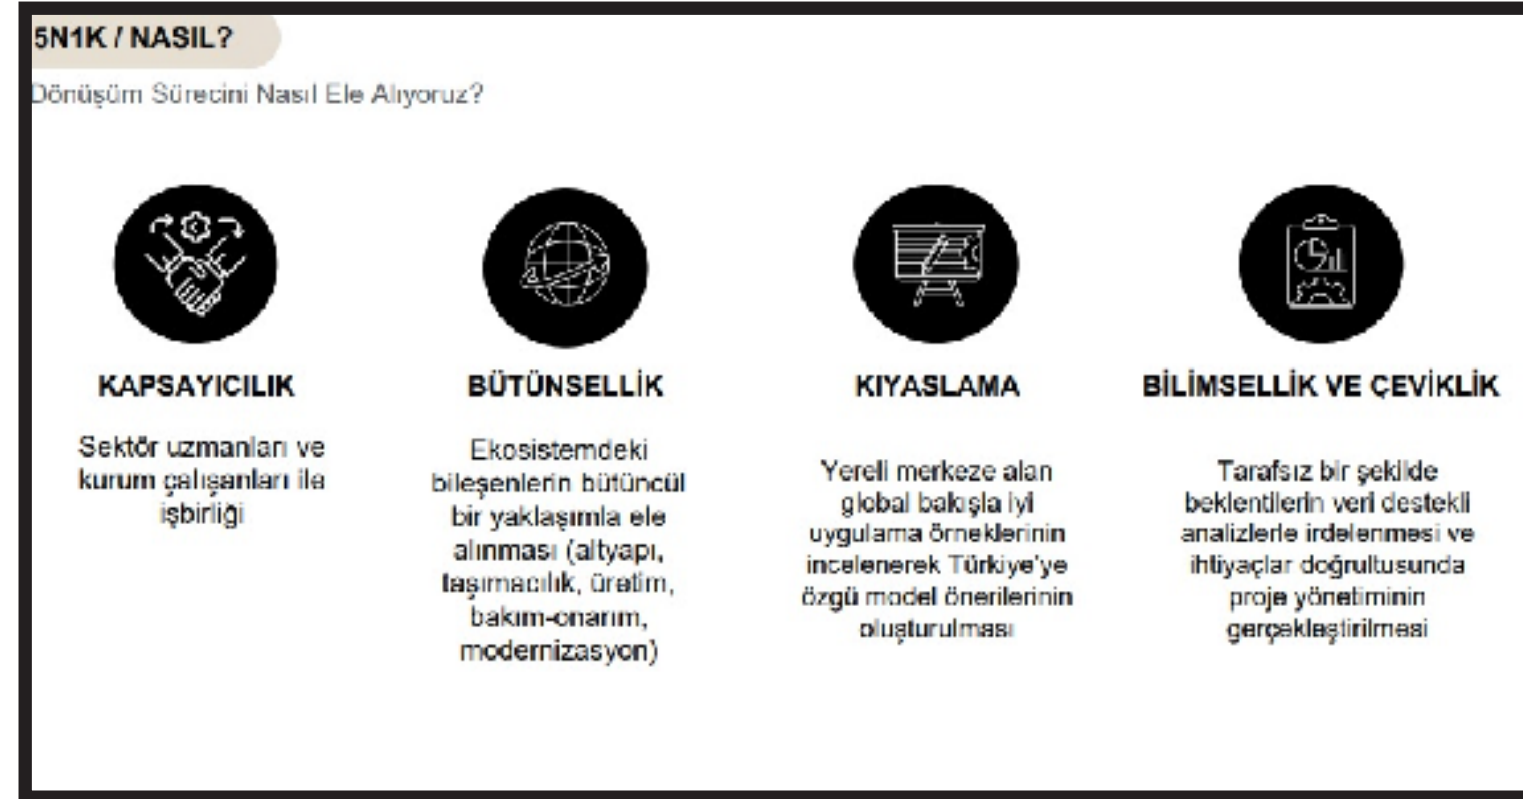 5N1K / NASIL?
Dönüşüm Sürecini Nasıl Ele Alıyoruz?
KAPSAYICILIK
Sektör uzmanları ve
kurum çalışanları ile
işbirliği
BÜTÜNSELLİK
Ekosistemdeki
bileşenlerin bütüncül
bir yaklaşımla ele
alınması (altyapı,
taşımacılık, üretim,
bakım-onarım,
modernizasyon)
KIYASLAMA
Yereli merkeze alan
global bakışla iyi
uygulama örneklerinin
incelenerek Türkiye'ye
özgü model önerilerinin
oluşturulması
BİLİMSELLİK VE ÇEVİKLİK
Tarafsız bir şekilde
beklentilerin veri destekli
analizlerle irdelenmesi ve
ihtiyaçlar doğrultusunda
proje yönetiminin
gerçekleştirilmesi